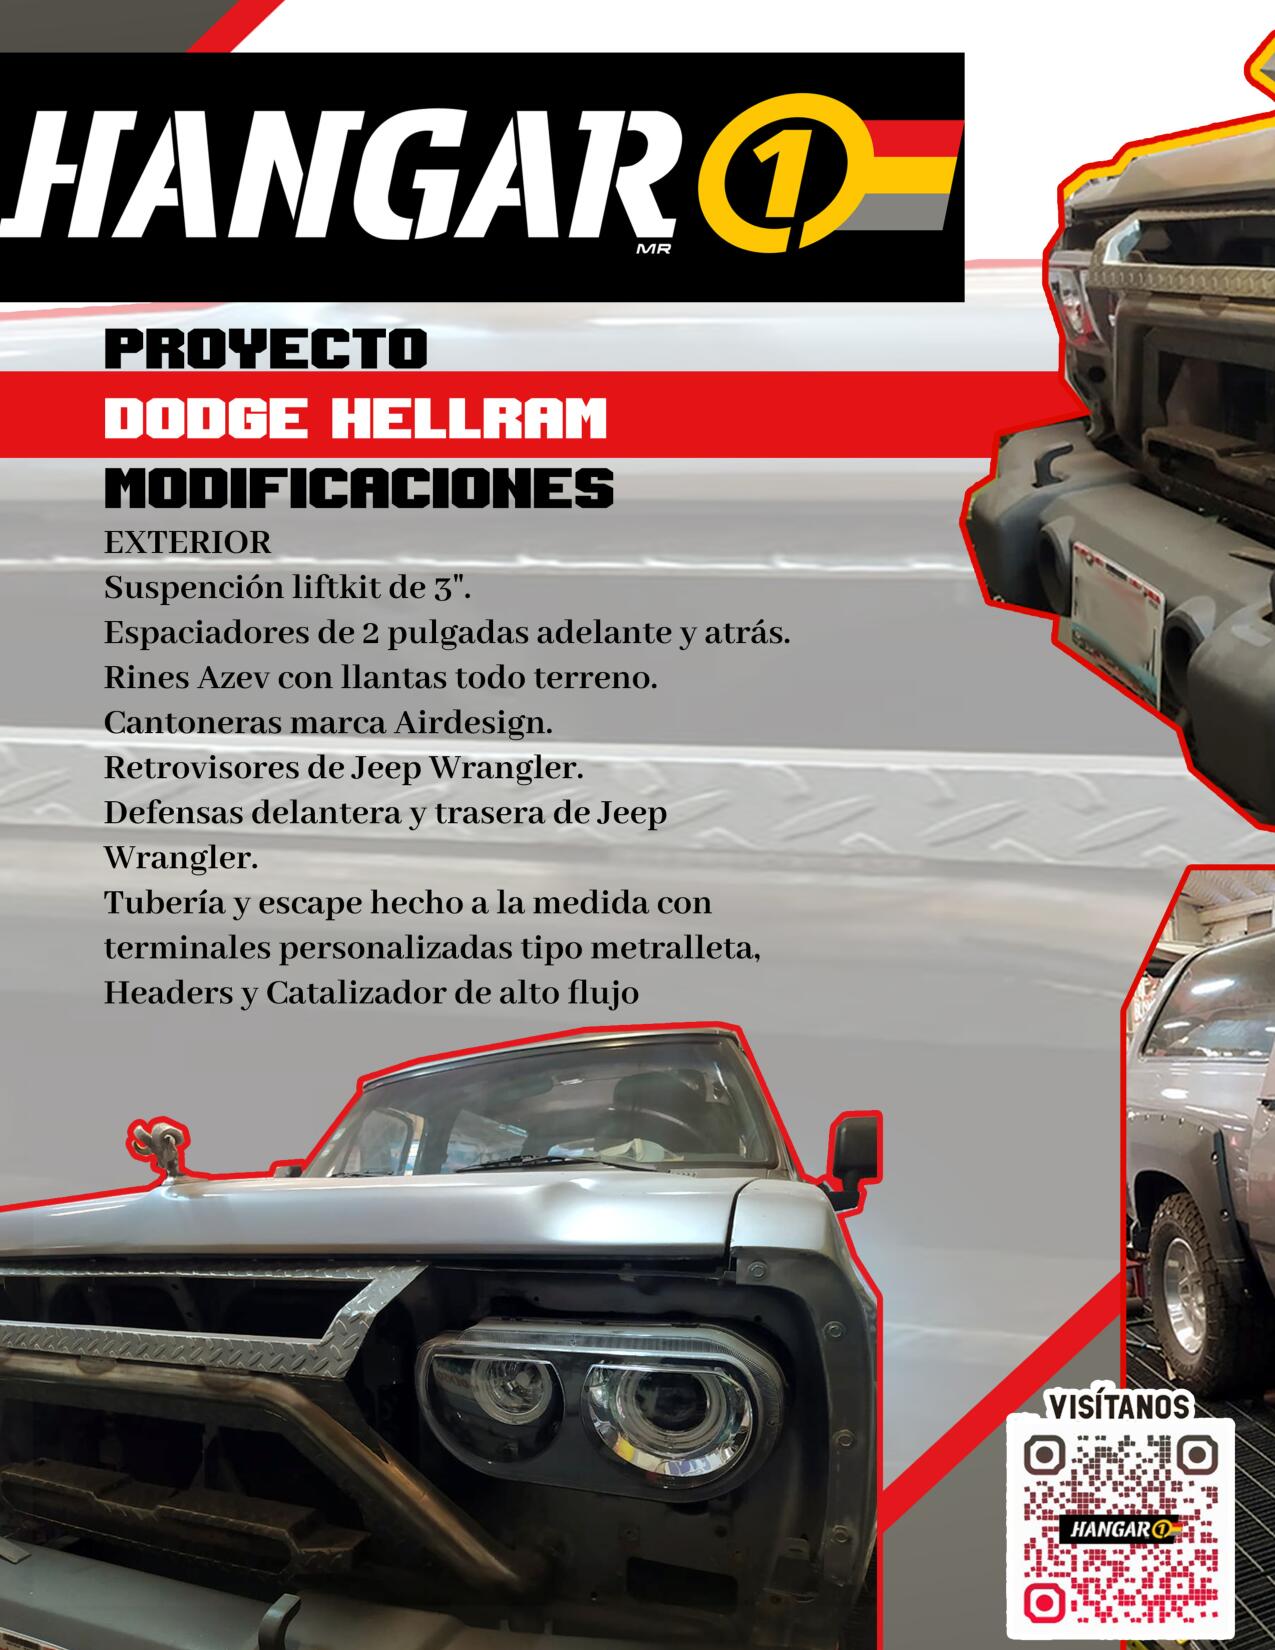 HANGAR 1
MR
PROYECTO
DODGE HELLRAM
MODIFICACIONES
EXTERIOR
Suspención liftkit de 3".
Espaciadores de 2 pulgadas adelante y atrás.
Rines Azev con llantas todo terreno.
Cantoneras marca Airdesign.
Retrovisores de Jeep Wrangler.
Defensas delantera y trasera de Jeep
Wrangler.
Tubería y escape hecho a la medida con
terminales personalizadas tipo metralleta,
Headers y Catalizador de alto flujo
VISÍTANOS
HANGAR 1